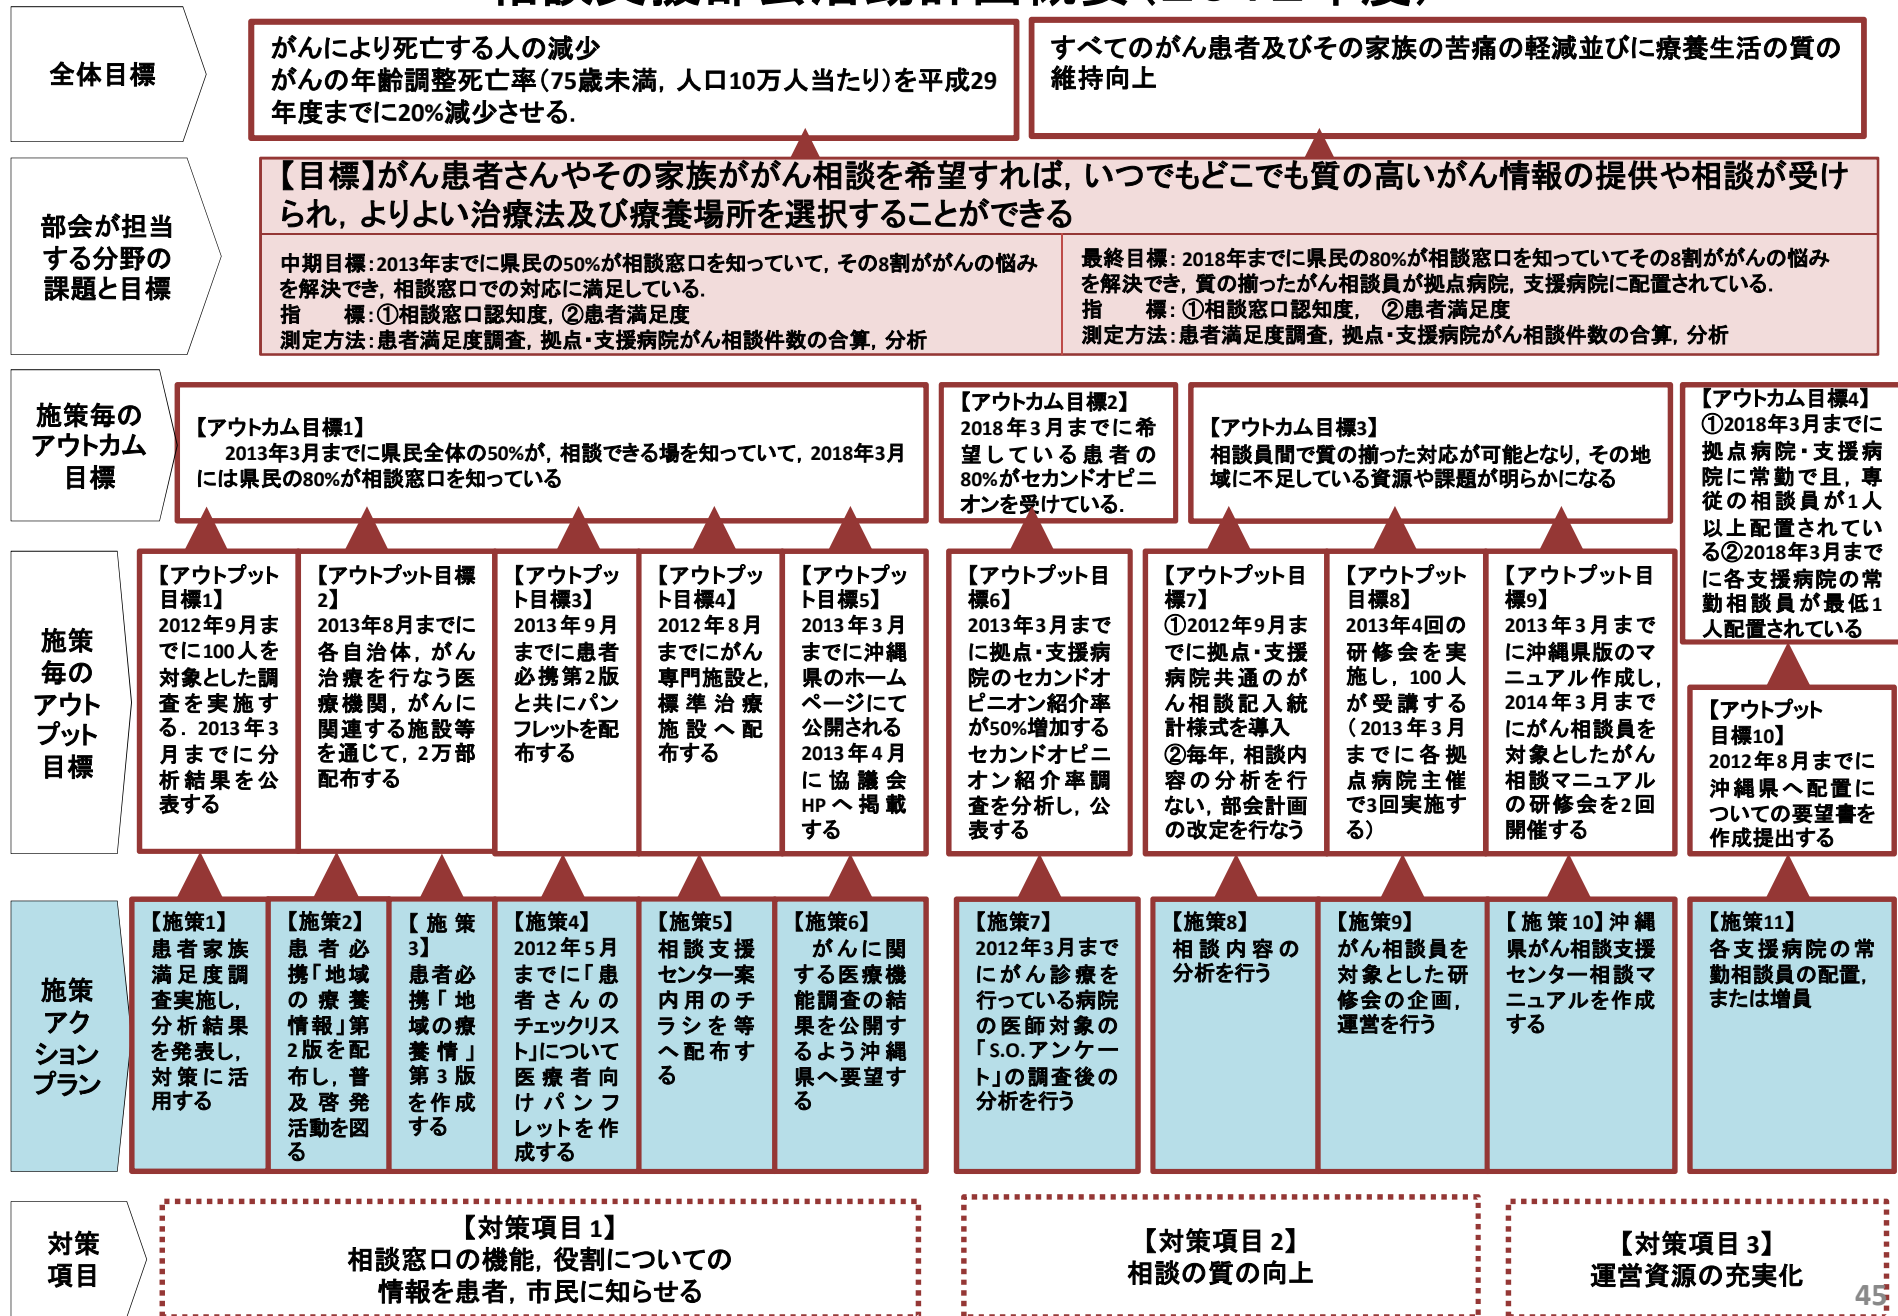 相談支援部会活動計画概要(2012年度)
全体目標
がんにより死亡する人の減少
がんの年齢調整死亡率(75歳未満, 人口10万人当たり)を平成29
年度までに20%減少させる.
すべてのがん患者及びその家族の苦痛の軽減並びに療養生活の質の
維持向上
部会が担当
する分野の
課題と目標
【目標】がん患者さんやその家族ががん相談を希望すれば, いつでもどこでも質の高いがん情報の提供や相談が受け
られ, よりよい治療法及び療養場所を選択することができる
中期目標:2013年までに県民の50%が相談窓口を知っていて, その8割ががんの悩み
を解決でき, 相談窓口での対応に満足している.
指 標:①相談窓口認知度, ②患者満足度
測定方法:患者満足度調査, 拠点・支援病院がん相談件数の合算, 分析
最終目標: 2018年までに県民の80%が相談窓口を知っていてその8割ががんの悩み
を解決でき, 質の揃ったがん相談員が拠点病院, 支援病院に配置されている.
指 標: ①相談窓口認知度, ②患者満足度
測定方法:患者満足度調査, 拠点・支援病院がん相談件数の合算, 分析
施策毎の
アウトカム
目標
【アウトカム目標1】
2013年3月までに県民全体の50%が, 相談できる場を知っていて, 2018年3月
には県民の80%が相談窓口を知っている
【アウトカム目標2】
2018年3月までに希
望している患者の
80%がセカンドオピニ
オンを受けている.
【アウトカム目標3】
相談員間で質の揃った対応が可能となり, その地
域に不足している資源や課題が明らかになる
【アウトカム目標4】
①2018年3月までに
拠点病院・支援病
院に常勤で且, 専
従の相談員が1人
以上配置されてい
る②2018年3月まで
に各支援病院の常
勤相談員が最低1
人配置されている
施策
毎の
アウト
プット
目標
【アウトプット
目標1】
2012年9月ま
でに100人を
対象とした調
査を実施す
る. 2013年3
月までに分
析結果を公
表する
【アウトプット目標
2】
2013年8月までに
各自治体, がん
治療を行なう医
療機関, がんに
関連する施設等
を通じて, 2万部
配布する
【アウトプッ
ト目標3】
2013年9月
までに患者
必携第2版
と共にパン
フレットを配
布する
【アウトプッ
ト目標4】
2012年8月
までにがん
専門施設と,
標準治療
施設へ配
布する
【アウトプッ
ト目標5】
2013年3月
までに沖縄
県のホーム
ページにて
公開される
2013年4月
に協議会
HPへ掲載
する
【アウトプット目
標6】
2013年3月まで
に拠点・支援病
院のセカンドオ
ピニオン紹介率
が50%増加する
セカンドオピニ
オン紹介率調
査を分析し, 公
表する
【アウトプット目
標7】
①2012年9月ま
でに拠点・支援
病院共通のが
ん相談記入統
計様式を導入
②毎年, 相談内
容の分析を行
ない, 部会計画
の改定を行なう
【アウトプット
目標8】
2013年4回の
研修会を実
施し, 100人
が受講する
(2013年3月
までに各拠
点病院主催
で3回実施す
る)
【アウトプット目
標9】
2013年3月まで
に沖縄県版のマ
ニュアル作成し,
2014年3月まで
にがん相談員を
対象としたがん
相談マニュアル
の研修会を2回
開催する
【アウトプット
目標10】
2012年8月までに
沖縄県へ配置に
ついての要望書を
作成提出する
施策
アク
ション
プラン
【施策1】
患者家族
満足度調
査実施し,
分析結果
を発表し,
対策に活
用する
【施策2】
患者必
携「地域
の療養
情報」第
2版を配
布し, 普
及啓発
活動を図
る
【施策
3】
患者必
携「地
域の療
養情」
第3版
を作成
する
【施策4】
2012年5月
までに「患
者さんの
チェックリス
ト」について
医療者向
けパンフ
レットを作
成する
【施策5】
相談支援
センター案
内用のチ
ラシを等
へ配布す
る
【施策6】
がんに関
する医療機
能調査の結
果を公開す
るよう沖縄
県へ要望す
る
【施策7】
2012年3月まで
にがん診療を
行っている病院
の医師対象の
「S.O.アンケー
ト」の調査後の
分析を行う
【施策8】
相談内容の
分析を行う
【施策9】
がん相談員を
対象とした研
修会の企画,
運営を行う
【施策10】沖縄
県がん相談支援
センター相談マ
ニュアルを作成
する
【施策11】
各支援病院の常
勤相談員の配置,
または増員
対策
項目
【対策項目1】
相談窓口の機能, 役割についての
情報を患者, 市民に知らせる
【対策項目2】
相談の質の向上
【対策項目3】
運営資源の充実化
45